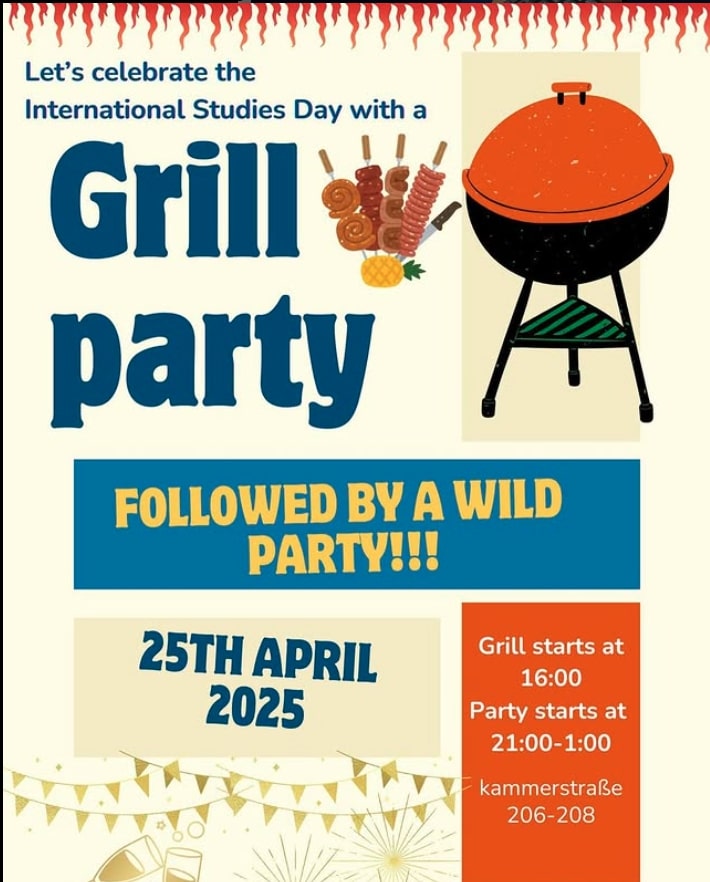 Let's celebrate the
International Studies Day with a
Grill
party
FOLLOWED BY A WILD
PARTY!!!
25TH APRIL
2025
Grill starts at
16:00
Party starts at
21:00-1:00
kammerstraße
206-208